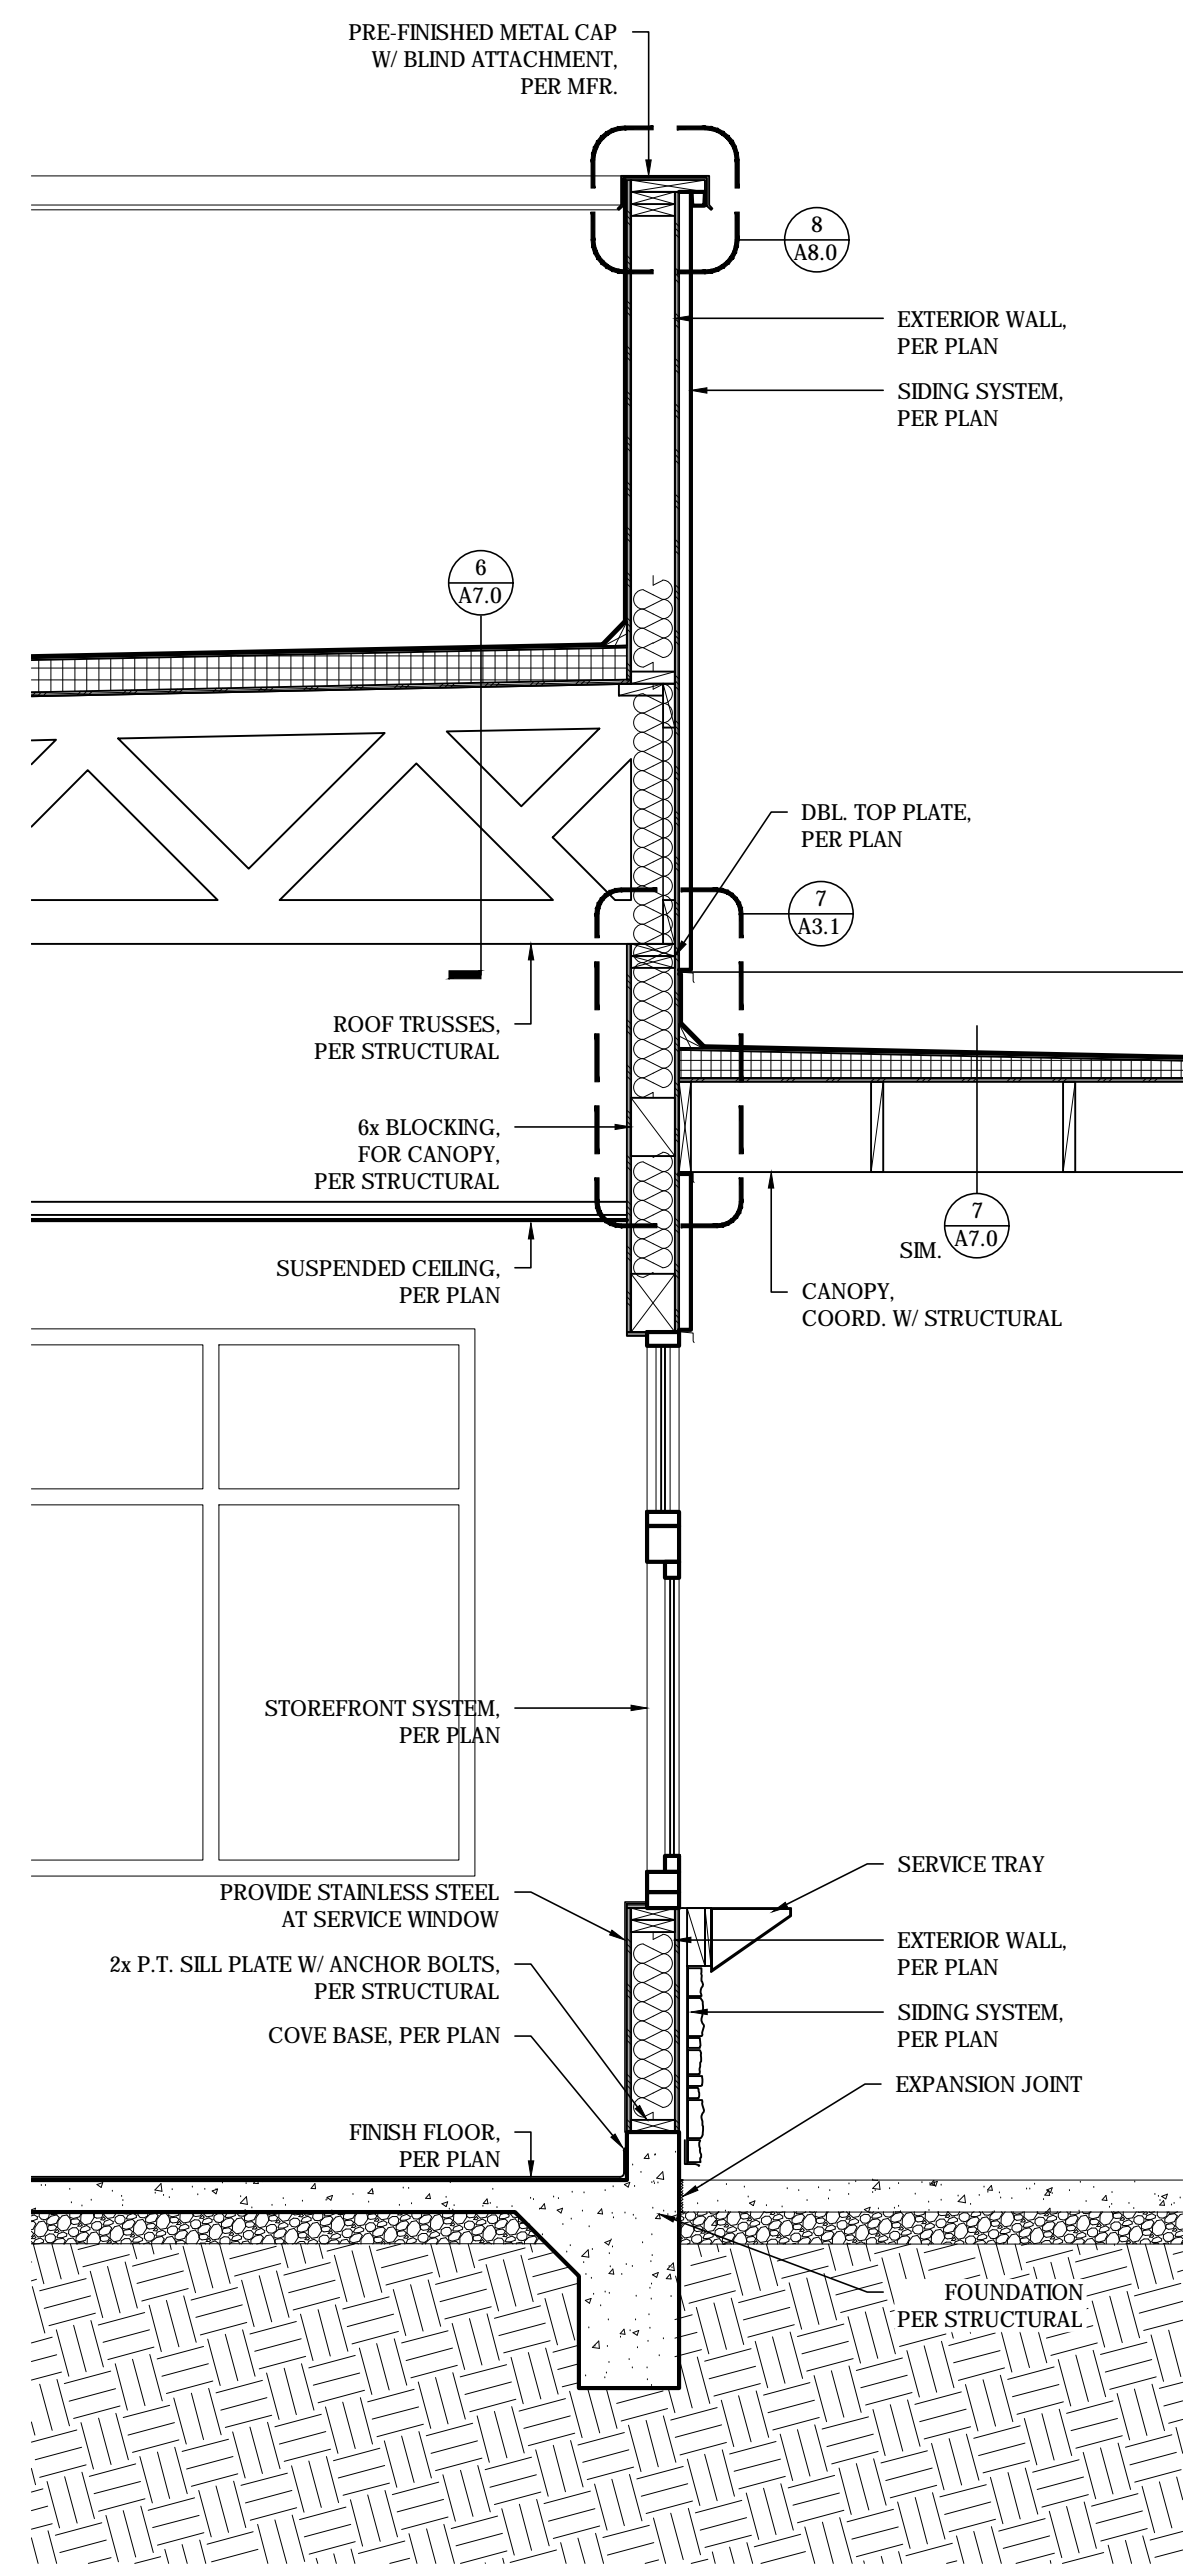 PRE-FINISHED METAL CAP
W/ BLIND ATTACHMENT,
PER MFR.
8
A8.0
EXTERIOR WALL,
PER PLAN
SIDING SYSTEM,
PER PLAN
6
A7.0
DBL. TOP PLATE,
PER PLAN
7
A3.1
ROOF TRUSSES,
PER STRUCTURAL
6x BLOCKING,
FOR CANOPY,
PER STRUCTURAL
7
A7.0
SIM.
SUSPENDED CEILING,
PER PLAN
CANOPY,
COORD. W/ STRUCTURAL
STOREFRONT SYSTEM,
PER PLAN
SERVICE TRAY
PROVIDE STAINLESS STEEL
AT SERVICE WINDOW
EXTERIOR WALL,
PER PLAN
2x P.T. SILL PLATE W/ ANCHOR BOLTS,
PER STRUCTURAL
SIDING SYSTEM,
PER PLAN
COVE BASE, PER PLAN
EXPANSION JOINT
FINISH FLOOR,
PER PLAN
FOUNDATION
PER STRUCTURAL